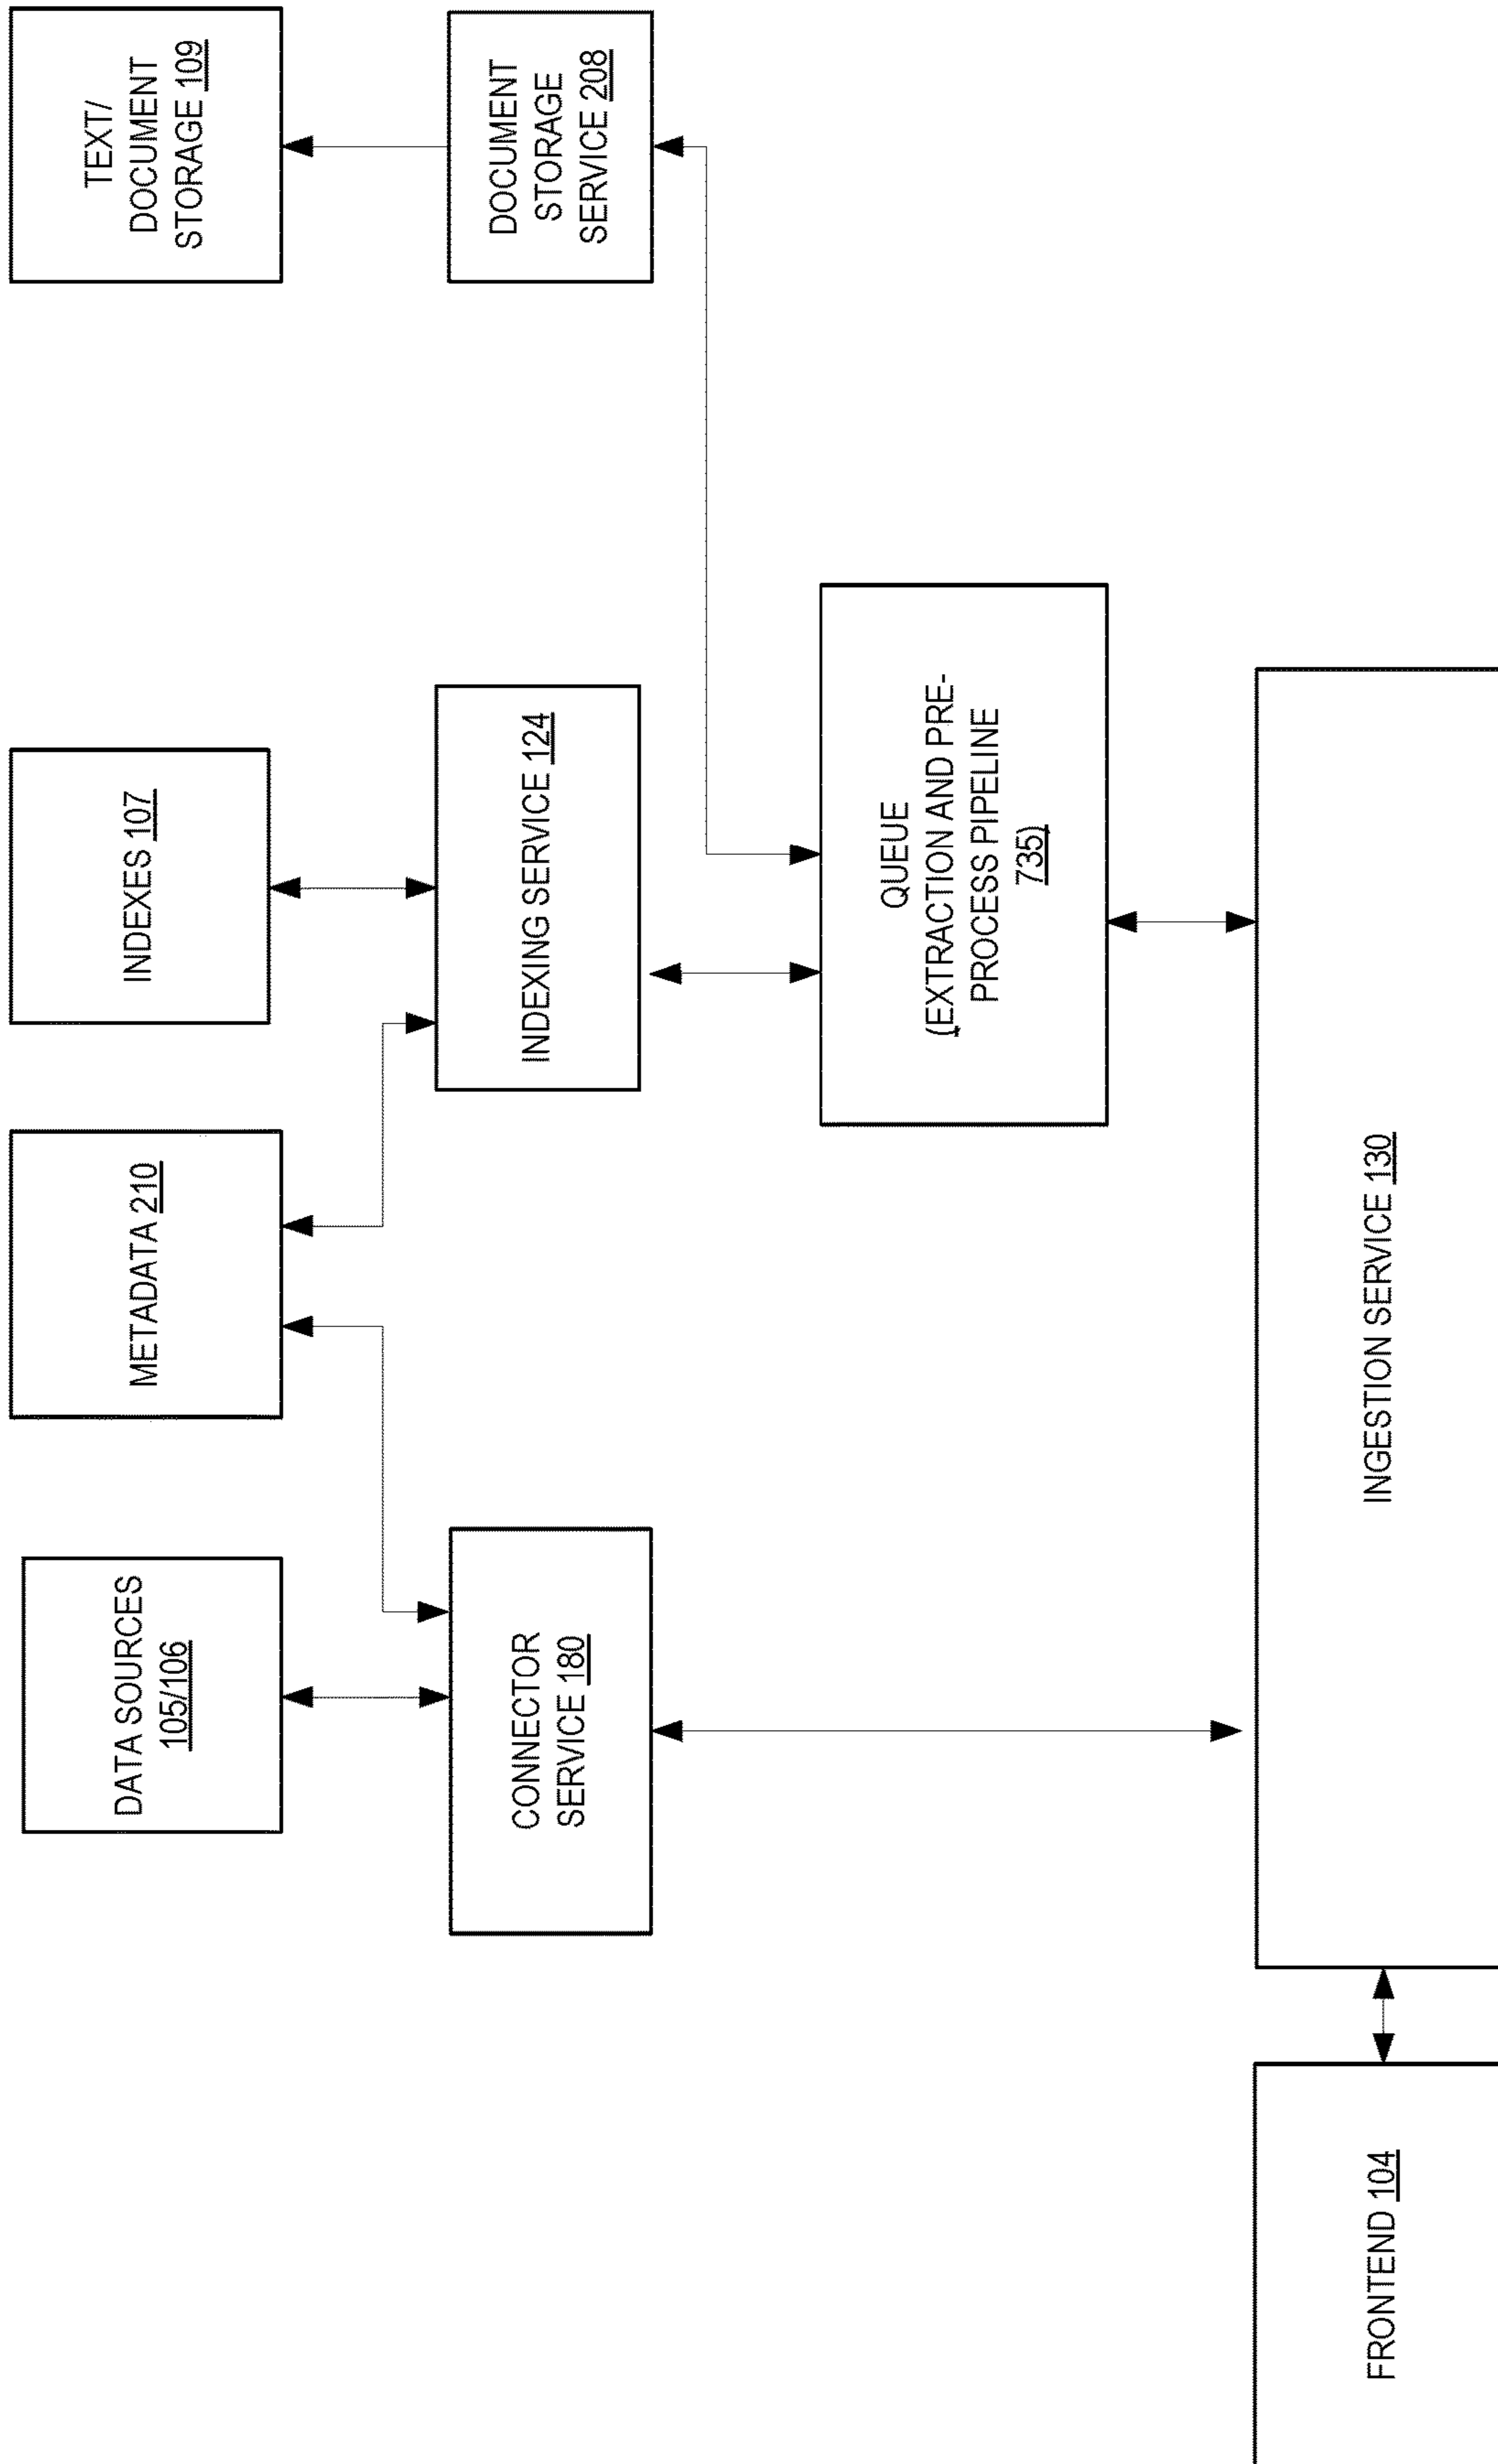 DATA SOURCES
105/106
METADATA 210
INDEXES 107
TEXT/
DOCUMENT
STORAGE 109
CONNECTOR
SERVICE 180
INDEXING SERVICE 124
DOCUMENT
STORAGE
SERVICE 208
QUEUE
(EXTRACTION AND PRE-
PROCESS PIPELINE
735)
FRONTEND 104
INGESTION SERVICE 130